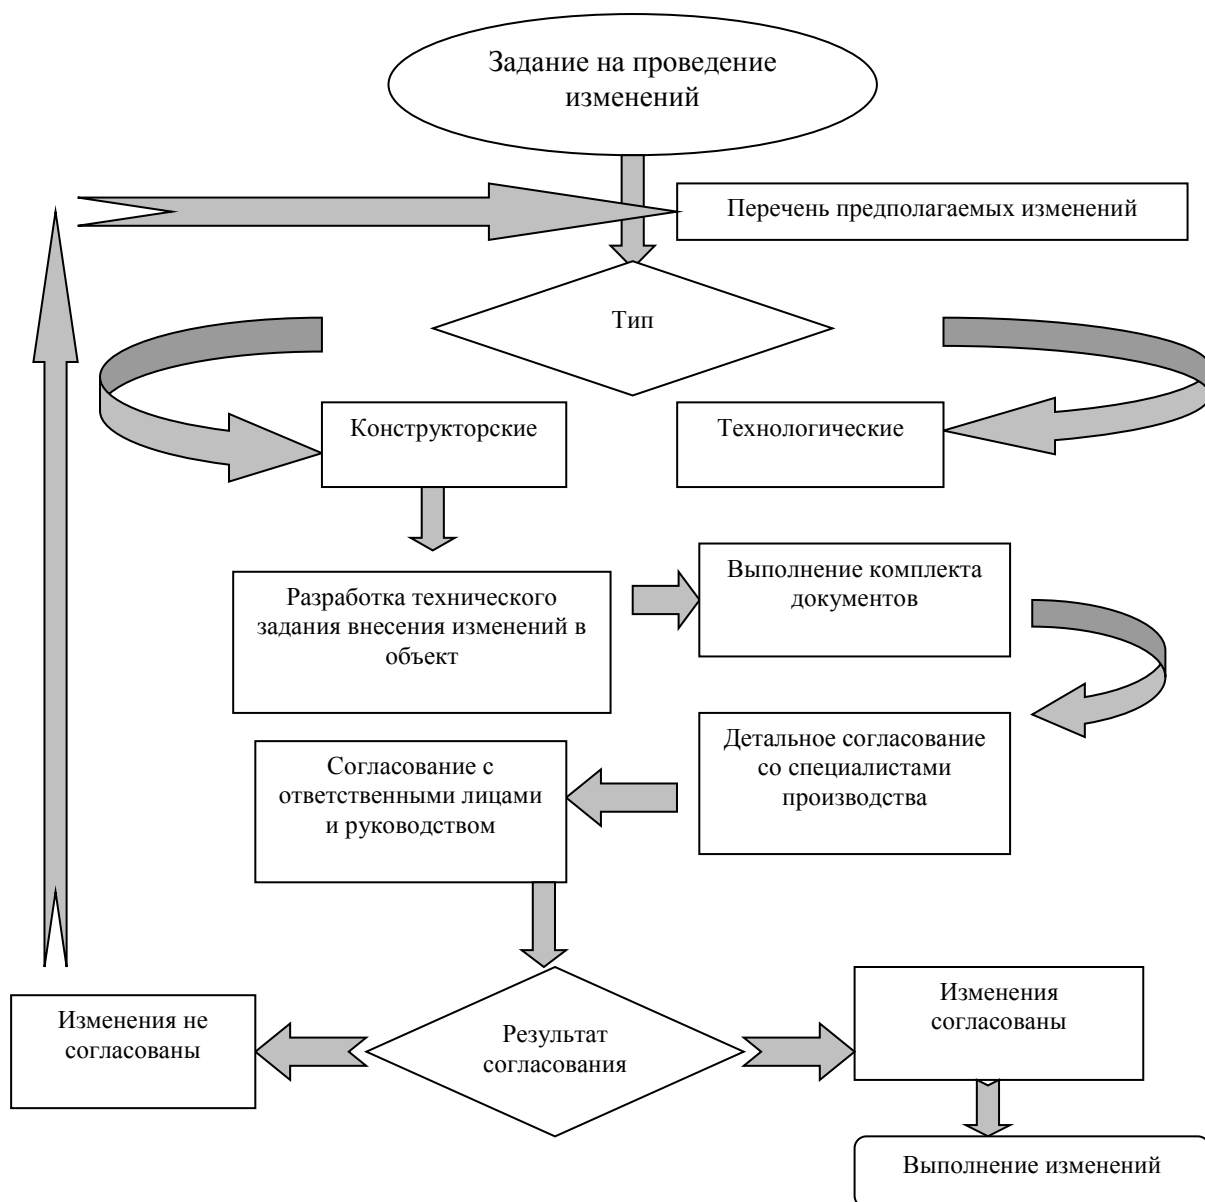 Задание на проведение
изменений
Перечень предполагаемых изменений
Тип
Конструкторские
Технологические
Разработка технического
задания внесения изменений в
объект
Выполнение комплекта
документов
Детальное согласование
со специалистами
производства
Согласование с
ответственными лицами
и руководством
Результат
согласования
Изменения не
согласованы
Изменения
согласованы
Выполнение изменений